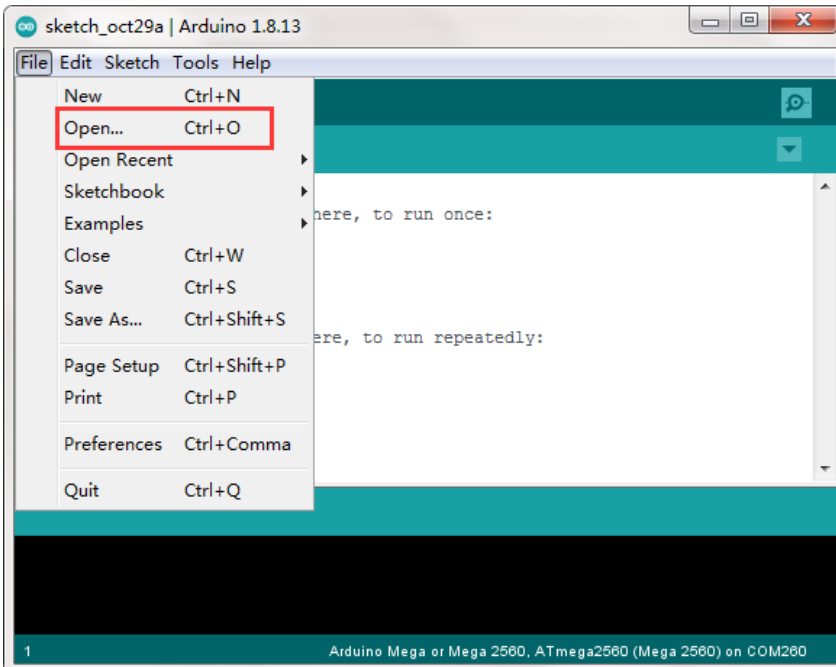 sketch_oct29a | Arduino 1.8.13
File Edit Sketch Tools Help
New Ctrl+N
Open... Ctrl+O
Open Recent
Sketchbook
here, to run once:
Examples
Close Ctrl+W
Save Ctrl+S
Save As... Ctrl+Shift+S
ere, to run repeatedly:
Page Setup Ctrl+Shift+P
Print Ctrl+P
Preferences Ctrl+Comma
Quit Ctrl+Q
1 Arduino Mega or Mega 2560, ATmega2560 (Mega 2560) on COM260